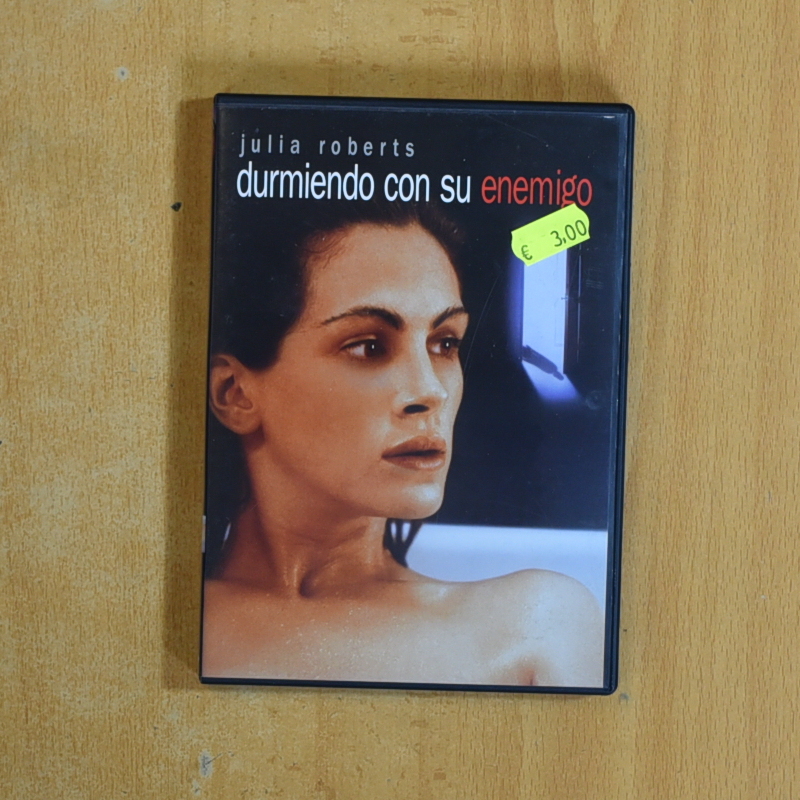 julia roberts
durmiendo con su enemigo
€ 3,00